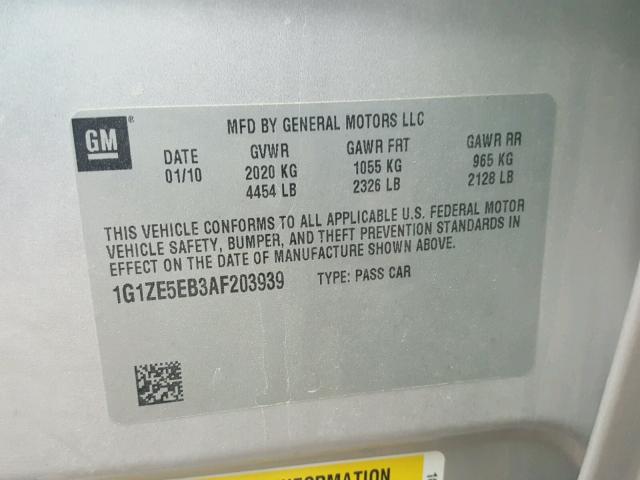 GM
®
MFD BY GENERAL MOTORS LLC
DATE GVWR GAWR FRT GAWR RR
01/10 2020 KG 1055 KG 965 KG
4454 LB 2326 LB 2128 LB
THIS VEHICLE CONFORMS TO ALL APPLICABLE U.S. FEDERAL MOTOR
VEHICLE SAFETY, BUMPER, AND THEFT PREVENTION STANDARDS IN
EFFECT ON THE DATE OF MANUFACTURE SHOWN ABOVE.
1G1ZE5EB3AF203939 TYPE: PASS CAR